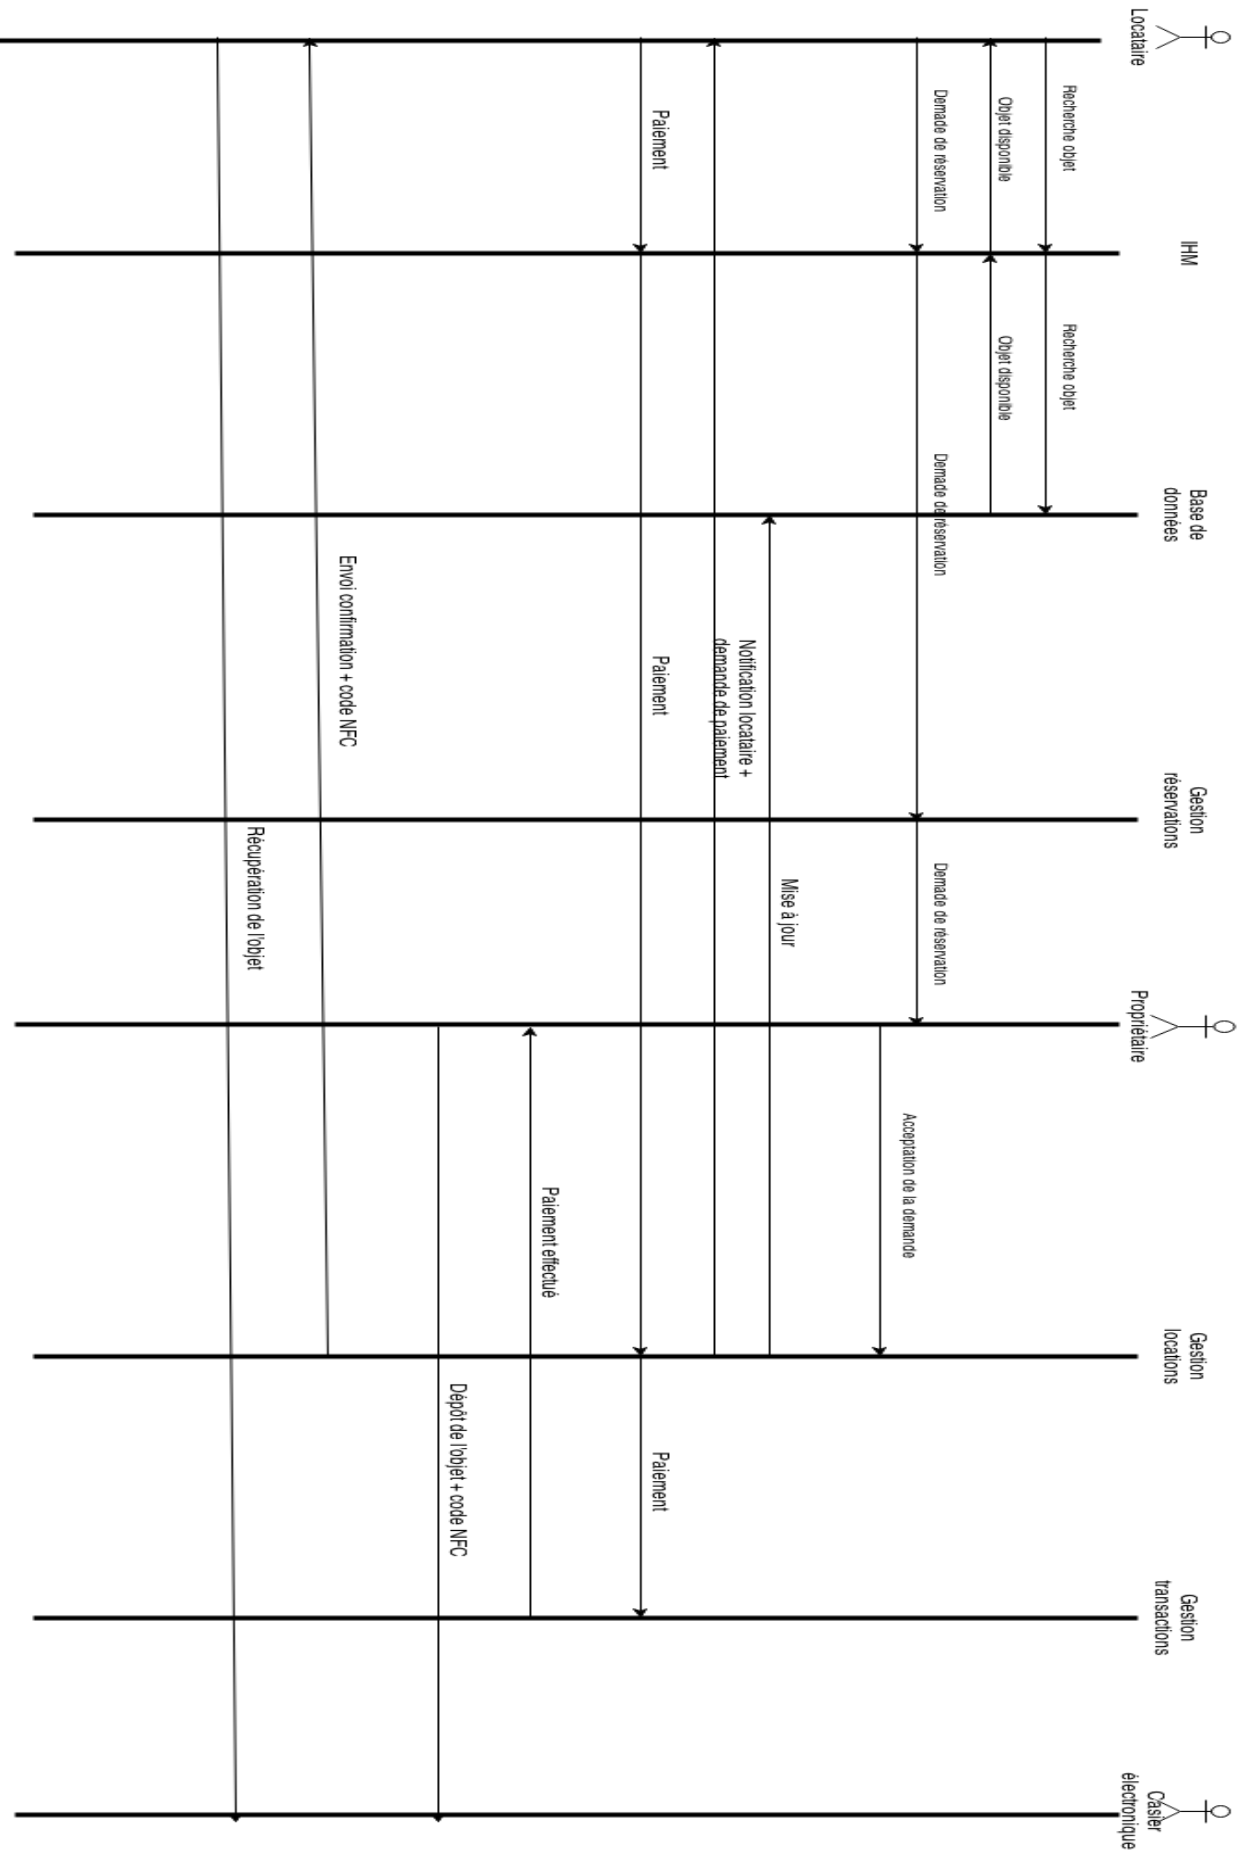 Locataire
IHM
Base de
données
Gestion
réservations
Propriétaire
Gestion
locations
Gestion
transactions
Casier
électronique
Recherche objet
Recherche objet
Objet disponible
Objet disponible
Demade de réservation
Demade de réservation
Demade de réservation
Acceptation de la demande
Mise à jour
Notification locataire +
demande de paiement
Paiement
Paiement
Paiement
Paiement effectué
Dépôt de l'objet + code NFC
Envoi confirmation + code NFC
Récupération de l'objet